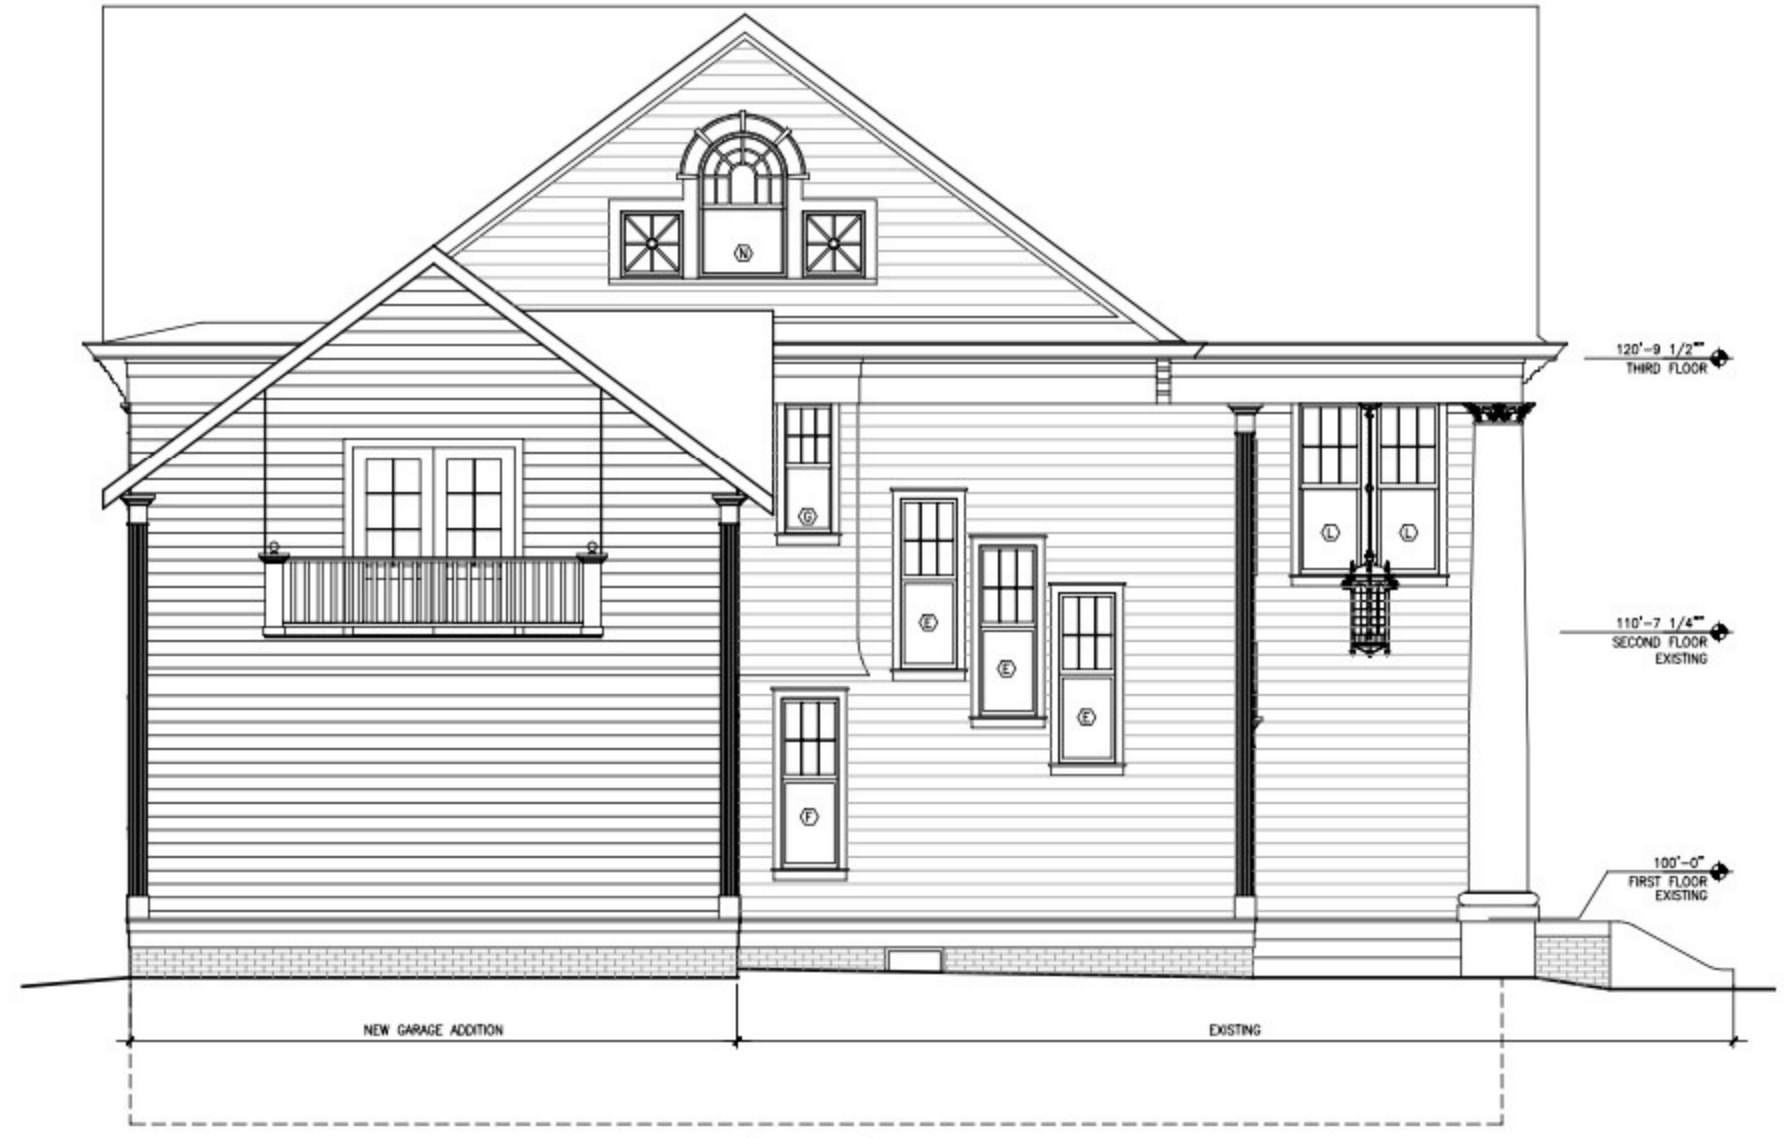 N
120'-9 1/2"
THIRD FLOOR
G
L
L
E
110'-7 1/4"
SECOND FLOOR
EXISTING
E
E
F
100'-0"
FIRST FLOOR
EXISTING
NEW GARAGE ADDITION
EXISTING